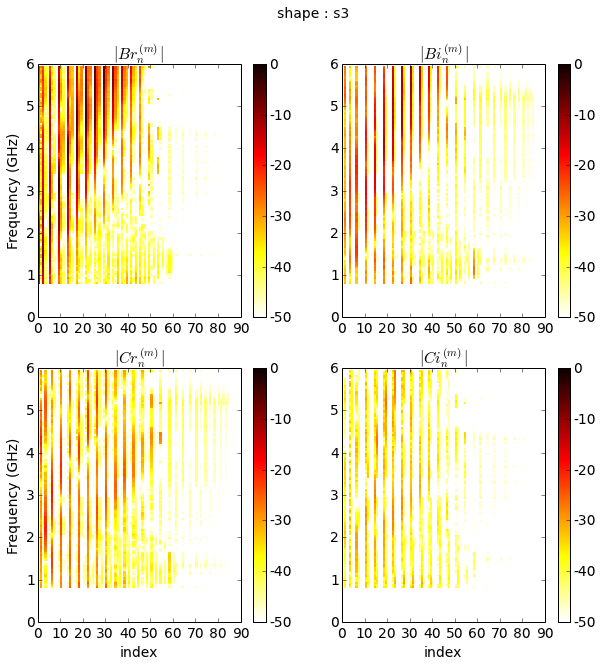 shape : s3
|Br_n^(m)| |Bi_n^(m)|
6 0 6 0
5 -10 5 -10
4 4
-20 -20
Frequency (GHz)
3 3
-30 -30
2 2
1 -40 1 -40
0 -50 0 -50
0 10 20 30 40 50 60 70 80 90 0 10 20 30 40 50 60 70 80 90
|Cr_n^(m)| |Ci_n^(m)|
6 0 6 0
5 -10 5 -10
4 4
-20 -20
Frequency (GHz)
3 3
-30 -30
2 2
1 -40 1 -40
0 -50 0 -50
0 10 20 30 40 50 60 70 80 90 0 10 20 30 40 50 60 70 80 90
index index